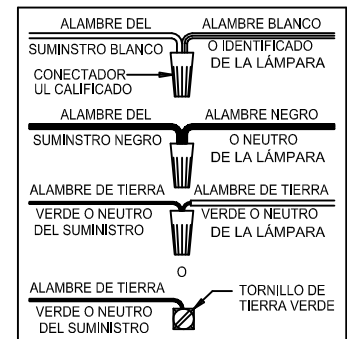 ALAMBRE DEL ALAMBRE BLANCO
SUMINSTRO BLANCO O IDENTIFICADO
DE LA LÁMPARA
CONECTADOR
UL CALIFICADO
ALAMBRE DEL ALAMBRE NEGRO
SUMINSTRO NEGRO O NEUTRO
DE LA LÁMPARA
ALAMBRE DE TIERRA ALAMBRE DE TIERRA
VERDE O NEUTRO VERDE O NEUTRO
DEL SUMINISTRO DE LA LÁMPARA
O
ALAMBRE DE TIERRA TORNILLO DE
VERDE O NEUTRO TIERRA VERDE
DEL SUMINISTRO